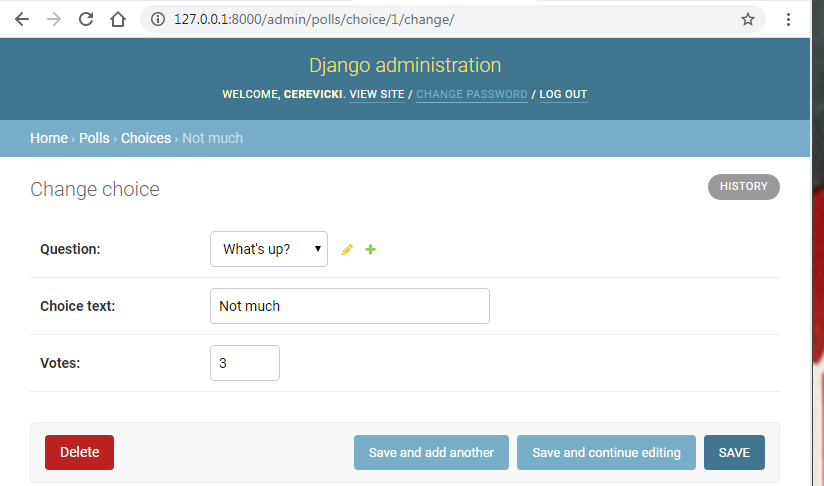 127.0.0.1:8000/admin/polls/choice/1/change/
Django administration
WELCOME, CEREVICKI. VIEW SITE / CHANGE PASSWORD / LOG OUT
Home › Polls › Choices › Not much
Change choice
HISTORY
Question: What's up?
Choice text: Not much
Votes: 3
Delete Save and add another Save and continue editing SAVE